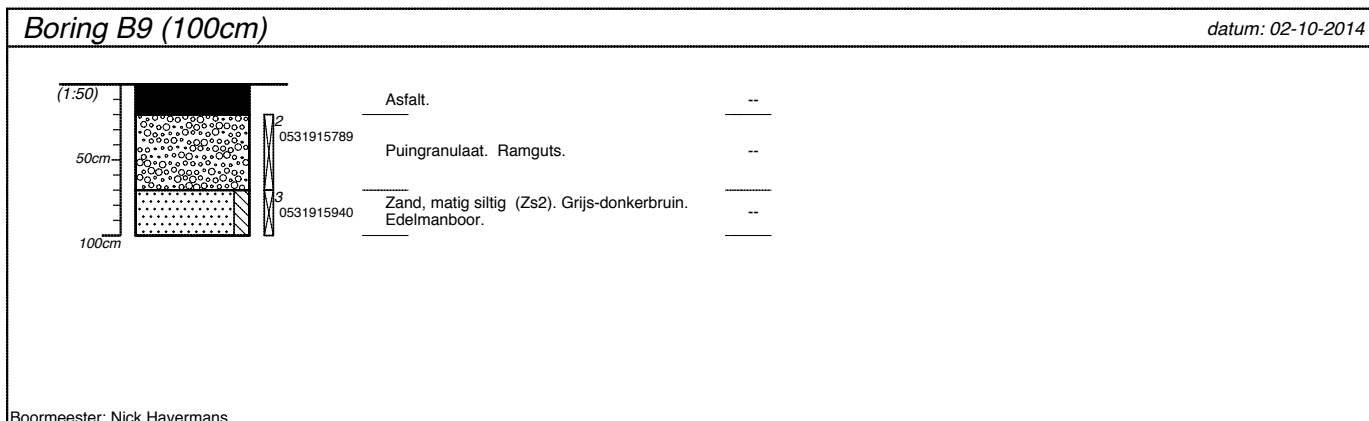 Boring B9 (100cm)
datum: 02-10-2014
(1:50)
Asfalt.
--
2
0531915789
50cm
Puingranulaat. Ramguts.
--
3
0531915940
Zand, matig siltig (Zs2). Grijs-donkerbruin.
Edelmanboor.
--
100cm
Boormeester: Nick Havermans